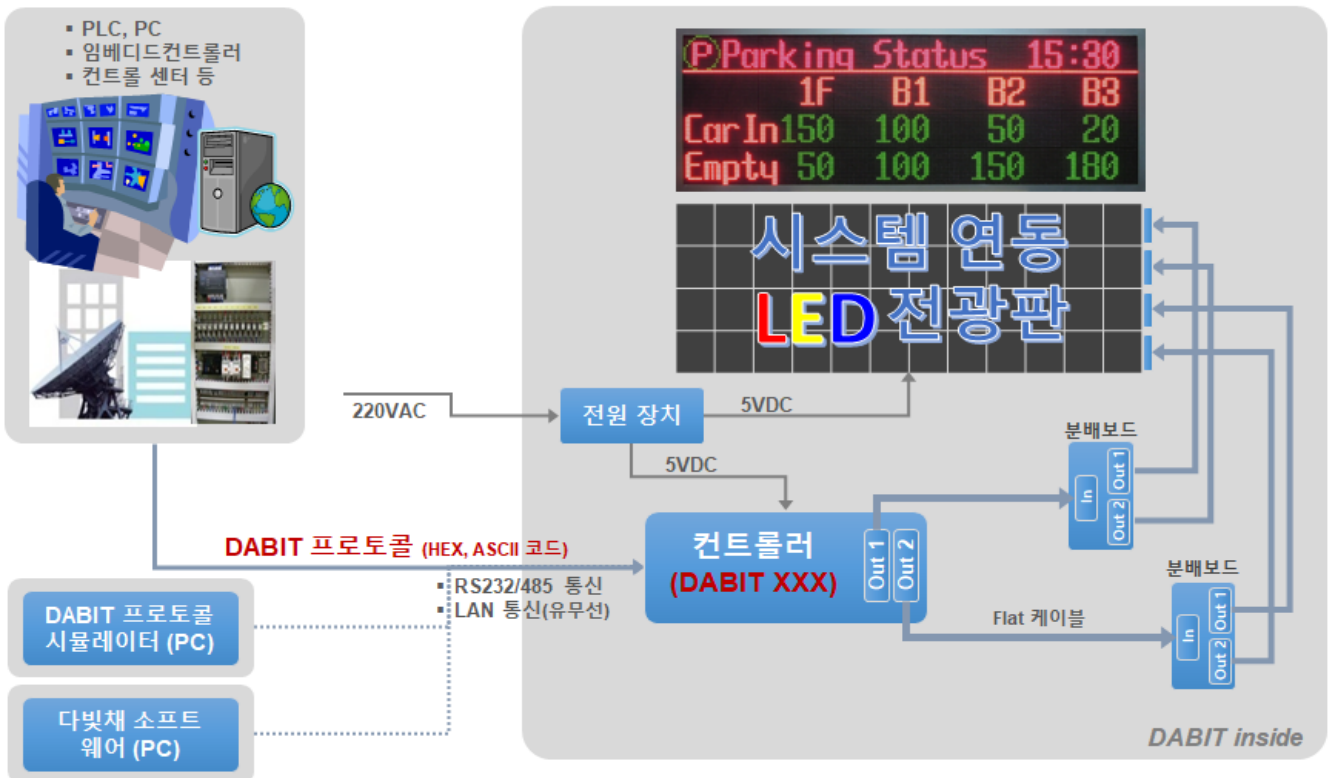 ▪ PLC, PC
▪ 임베디드컨트롤러
▪ 컨트롤 센터 등
P Parking Status 15:30
1F B1 B2 B3
Car In 150 100 50 20
Empty 50 100 150 180
시스템 연동
LED 전광판
220VAC
전원 장치
5VDC
5VDC
분배보드
In
Out 1
Out 2
DABIT 프로토콜 (HEX, ASCII 코드)
▪ RS232/485 통신
▪ LAN 통신(유무선)
컨트롤러
(DABIT XXX)
Out 1
Out 2
Flat 케이블
분배보드
In
Out 1
Out 2
DABIT 프로토콜
시뮬레이터 (PC)
다빛채 소프트
웨어 (PC)
DABIT inside